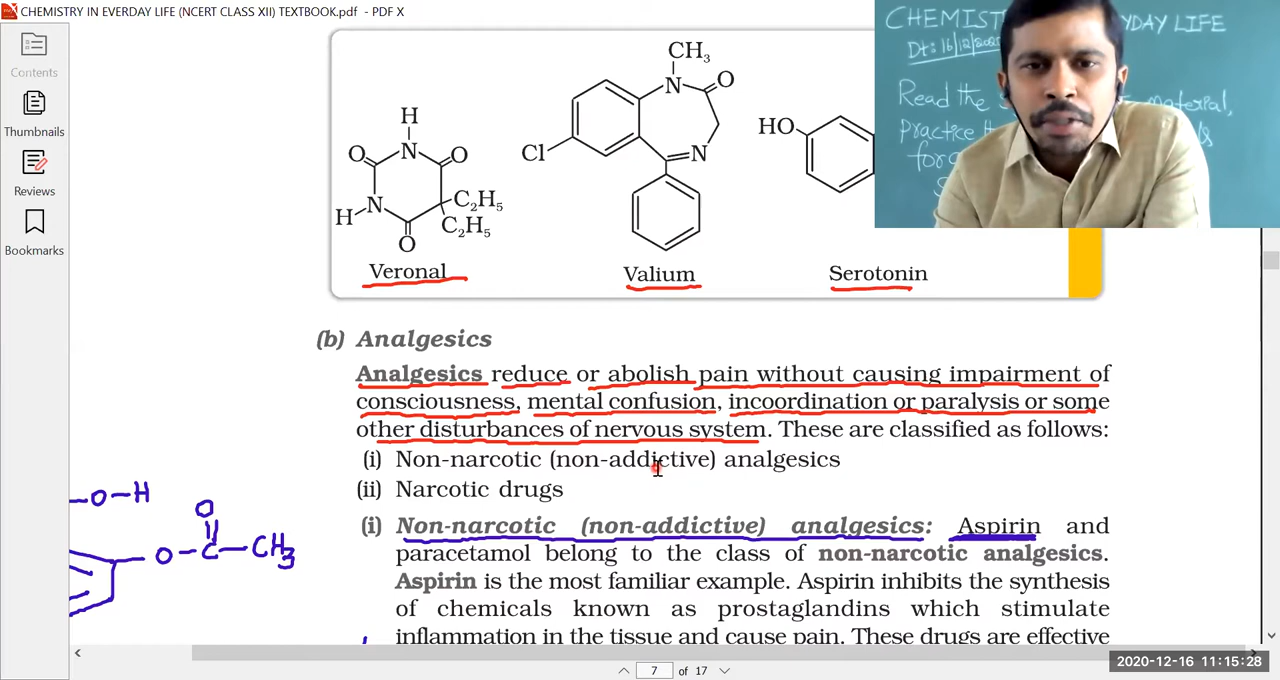 CHEMISTRY IN EVERDAY LIFE (NCERT CLASS XII) TEXTBOOK.pdf - PDF X
Contents
Thumbnails
Reviews
Bookmarks
CHEMIST YDAY LIFE
Dt: 16/12/202
Read the material,
Practice
for
CH3
H
N
O
O
N
O
Cl
N
HO
H
N
C2H5
C2H5
O
Veronal
Valium
Serotonin
(b) Analgesics
Analgesics reduce or abolish pain without causing impairment of
consciousness, mental confusion, incoordination or paralysis or some
other disturbances of nervous system. These are classified as follows:
(i) Non-narcotic (non-addictive) analgesics
(ii) Narcotic drugs
O-H
O
O-C-CH3
(i) Non-narcotic (non-addictive) analgesics: Aspirin and
paracetamol belong to the class of non-narcotic analgesics.
Aspirin is the most familiar example. Aspirin inhibits the synthesis
of chemicals known as prostaglandins which stimulate
inflammation in the tissue and cause pain. These drugs are effective
7 of 17
2020-12-16 11:15:28